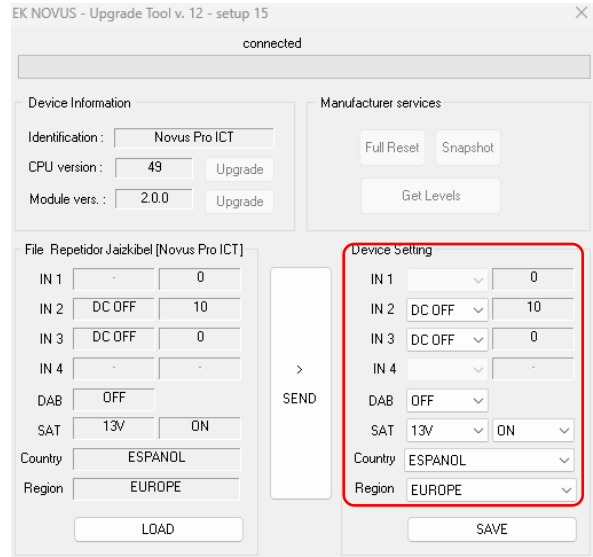 EK NOVUS - Upgrade Tool v. 12 - setup 15
connected
Device Information
Identification : Novus Pro ICT
CPU version : 49 Upgrade
Module vers. : 2.0.0 Upgrade
Manufacturer services
Full Reset Snapshot
Get Levels
File Repetidor Jaizkibel [Novus Pro ICT]
IN 1 - 0
IN 2 DC OFF 10
IN 3 DC OFF 0
IN 4 - -
DAB OFF
SAT 13V ON
Country ESPANOL
Region EUROPE
LOAD
>
SEND
Device Setting
IN 1 0
IN 2 DC OFF 10
IN 3 DC OFF 0
IN 4 -
DAB OFF
SAT 13V ON
Country ESPANOL
Region EUROPE
SAVE